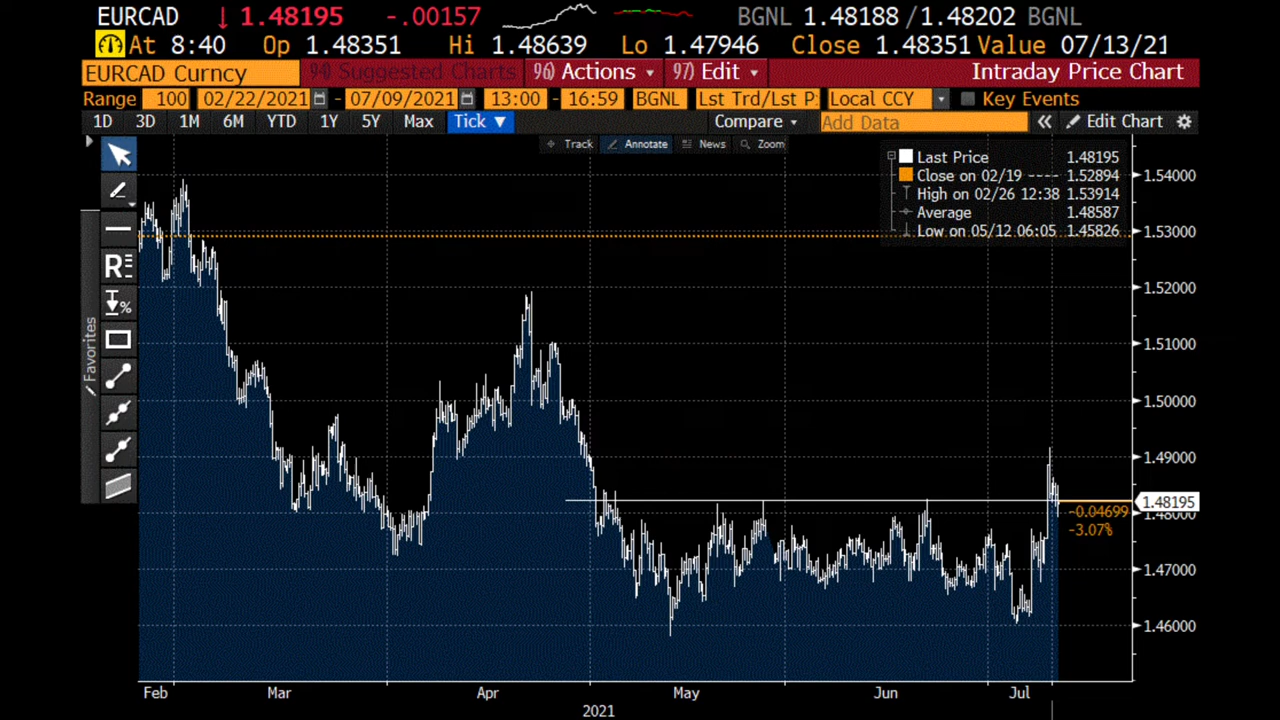 EURCAD ↓ 1.48195 -.00157 BGNL 1.48188 / 1.48202 BGNL
At 8:40 Op 1.48351 Hi 1.48639 Lo 1.47946 Close 1.48351 Value 07/13/21
EURCAD Curncy 94) Suggested Charts 96) Actions 97) Edit Intraday Price Chart
Range 100 02/22/2021 - 07/09/2021 13:00 - 16:59 BGNL Lst Trd/Lst P: Local CCY Key Events
1D 3D 1M 6M YTD 1Y 5Y Max Tick ▼ Compare Add Data « Edit Chart
Track Annotate News Zoom
Last Price 1.48195
Close on 02/19 ---- 1.52894
High on 02/26 12:38 1.53914
Average 1.48587
Low on 05/12 06:05 1.45826
R
%
Favorites
1.54000
1.53000
1.52000
1.51000
1.50000
1.49000
1.48195
1.48000
-0.04699
-3.07%
1.47000
1.46000
Feb Mar Apr May Jun Jul
2021